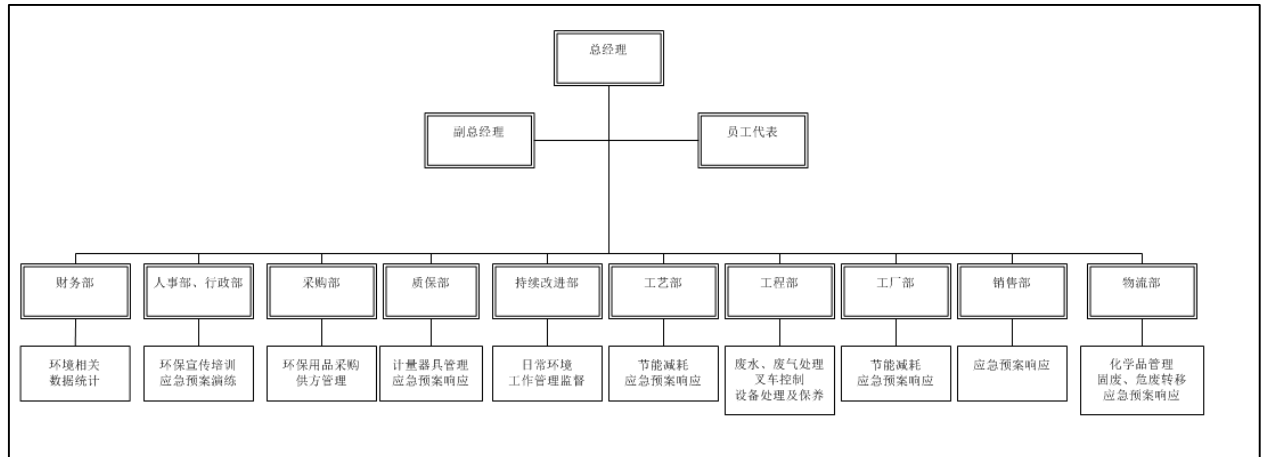 总经理
副总经理
员工代表
财务部
人事部、行政部
采购部
质保部
持续改进部
工艺部
工程部
工厂部
销售部
物流部
环境相关
数据统计
环保宣传培训
应急预案演练
环保用品采购
供方管理
计量器具管理
应急预案响应
日常环境
工作管理监督
节能减耗
应急预案响应
废水、废气处理
叉车控制
设备处理及保养
节能减耗
应急预案响应
应急预案响应
化学品管理
固废、危废转移
应急预案响应